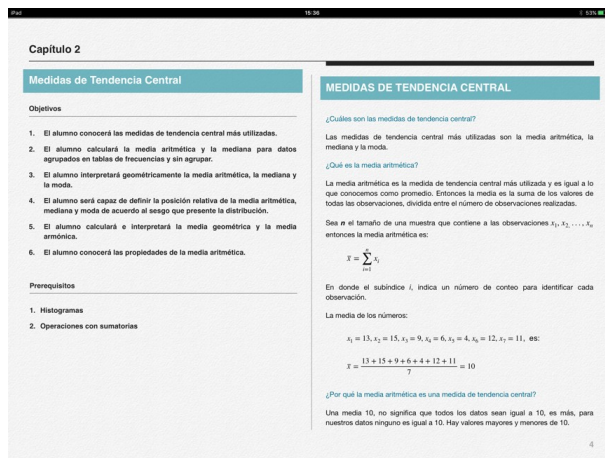 iPad
15:36
53%
Capítulo 2
Medidas de Tendencia Central
Objetivos
1. El alumno conocerá las medidas de tendencia central más utilizadas.
2. El alumno calculará la media aritmética y la mediana para datos
agrupados en tablas de frecuencias y sin agrupar.
3. El alumno interpretará geométricamente la media aritmética, la mediana y
la moda.
4. El alumno será capaz de definir la posición relativa de la media aritmética,
mediana y moda de acuerdo al sesgo que presente la distribución.
5. El alumno calculará e interpretará la media geométrica y la media
armónica.
6. El alumno conocerá las propiedades de la media aritmética.
Prerequisitos
1. Histogramas
2. Operaciones con sumatorias
MEDIDAS DE TENDENCIA CENTRAL
¿Cuáles son las medidas de tendencia central?
Las medidas de tendencia central más utilizadas son la media aritmética, la
mediana y la moda.
¿Qué es la media aritmética?
La media aritmética es la medida de tendencia central más utilizada y es igual a lo
que conocemos como promedio. Entonces la media es la suma de los valores de
todas las observaciones, dividida entre el número de observaciones realizadas.
Sea n el tamaño de una muestra que contiene a las observaciones x₁, x₂, . . . , xₙ
entonces la media aritmética es:
x̄ = ∑ᵢ₌₁ⁿ xᵢ
En donde el subíndice i, indica un número de conteo para identificar cada
observación.
La media de los números:
x₁ = 13, x₂ = 15, x₃ = 9, x₄ = 6, x₅ = 4, x₆ = 12, x₇ = 11, es:
x̄ = (13 + 15 + 9 + 6 + 4 + 12 + 11) / 7 = 10
¿Por qué la media aritmética es una medida de tendencia central?
Una media 10, no significa que todos los datos sean igual a 10, es más, para
nuestros datos ninguno es igual a 10. Hay valores mayores y menores de 10.
4